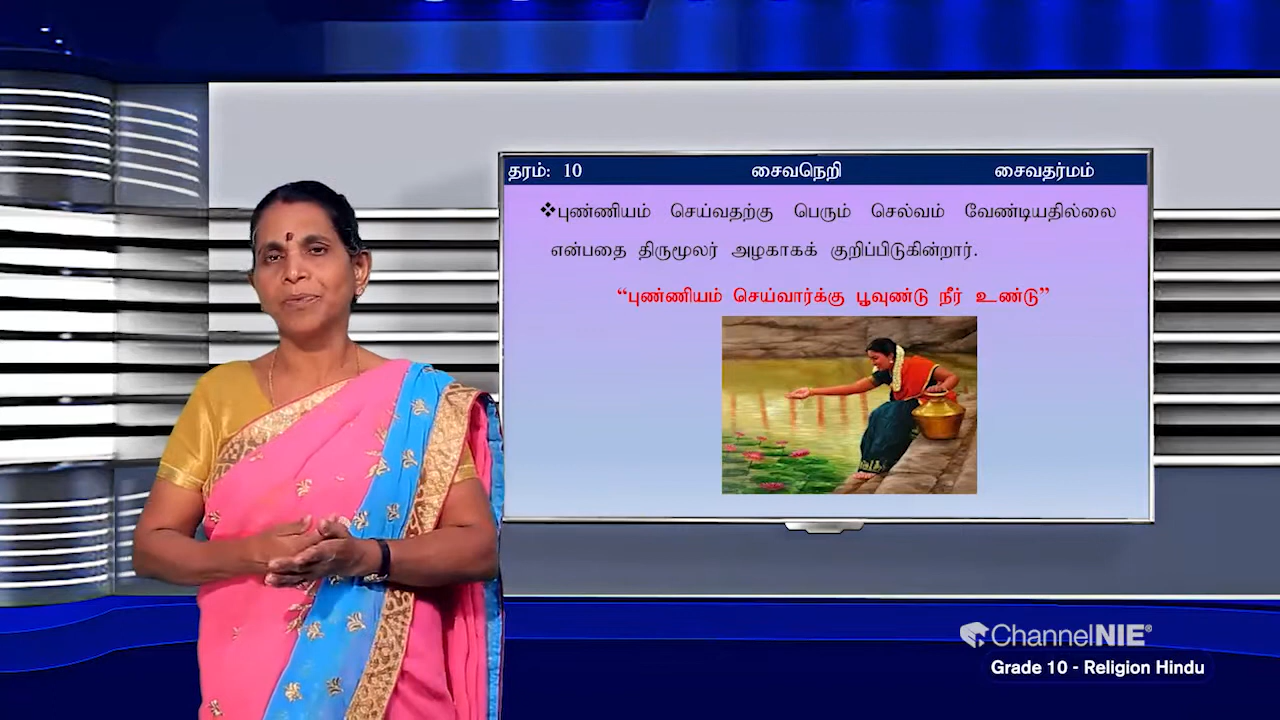 தரம்: 10 சைவநெறி சைவதர்மம்
❖புண்ணியம் செய்வதற்கு பெரும் செல்வம் வேண்டியதில்லை
என்பதை திருமூலர் அழகாகக் குறிப்பிடுகின்றார்.
“புண்ணியம் செய்வார்க்கு பூவுண்டு நீர் உண்டு”
ChannelNIE®
Grade 10 - Religion Hindu